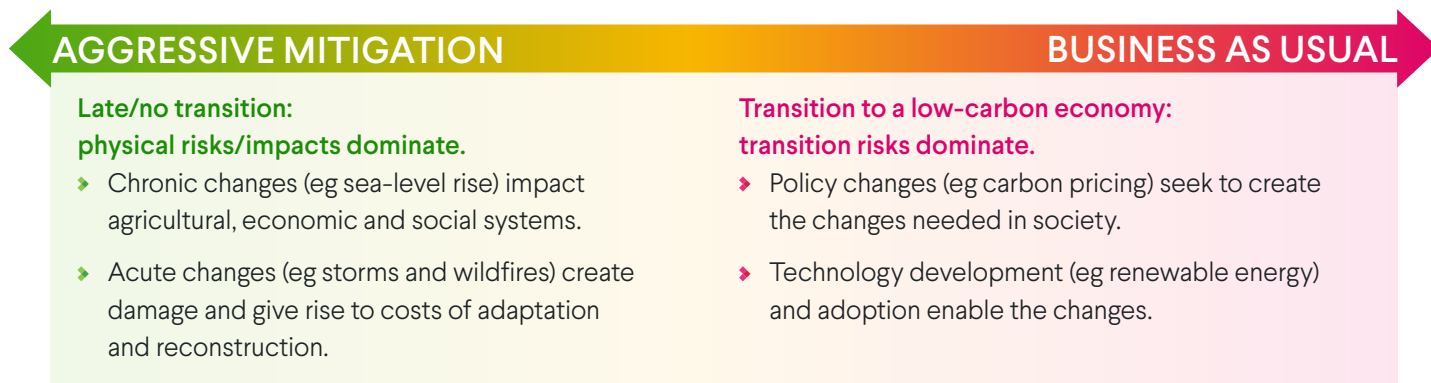 AGGRESSIVE MITIGATION
BUSINESS AS USUAL
Late/no transition:
physical risks/impacts dominate.
Chronic changes (eg sea-level rise) impact
agricultural, economic and social systems.
Acute changes (eg storms and wildfires) create
damage and give rise to costs of adaptation
and reconstruction.
Transition to a low-carbon economy:
transition risks dominate.
Policy changes (eg carbon pricing) seek to create
the changes needed in society.
Technology development (eg renewable energy)
and adoption enable the changes.